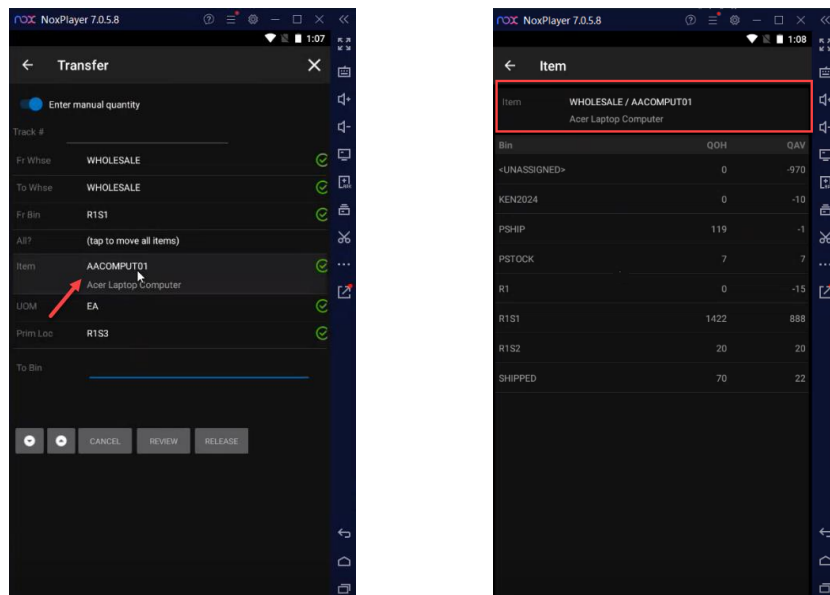 NOXPlayer 7.0.5.8
1:07
Transfer
Enter manual quantity
Track #
Fr Whse WHOLESALE
To Whse WHOLESALE
Fr Bin R1S1
All? (tap to move all items)
Item AACOMPUT01
Acer Laptop Computer
UOM EA
Prim Loc R1S3
To Bin
CANCEL REVIEW RELEASE
NOXPlayer 7.0.5.8
1:08
Item
Item WHOLESALE / AACOMPUT01
Acer Laptop Computer
Bin QOH QAV
<UNASSIGNED> 0 -970
KEN2024 0 -10
PSHIP 119 -1
PSTOCK 7 7
R1 0 -15
R1S1 1422 888
R1S2 20 20
SHIPPED 70 22